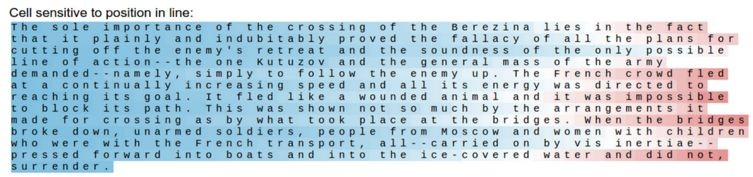 Cell sensitive to position in line:
The sole importance of the crossing of the Berezina lies in the fact
that it plainly and indubitably proved the fallacy of all the plans for
cutting off the enemy's retreat and the soundness of the only possible
line of action--the one Kutuzov and the general mass of the army
demanded--namely, simply to follow the enemy up. The French crowd fled
at a continually increasing speed and all its energy was directed to
reaching its goal. It fled like a wounded animal and it was impossible
to block its path. This was shown not so much by the arrangements it
made for crossing as by what took place at the bridges. When the bridges
broke down, unarmed soldiers, people from Moscow and women with children
who were with the French transport, all--carried on by vis inertiae--
pressed forward into boats and into the ice-covered water and did not,
surrender.